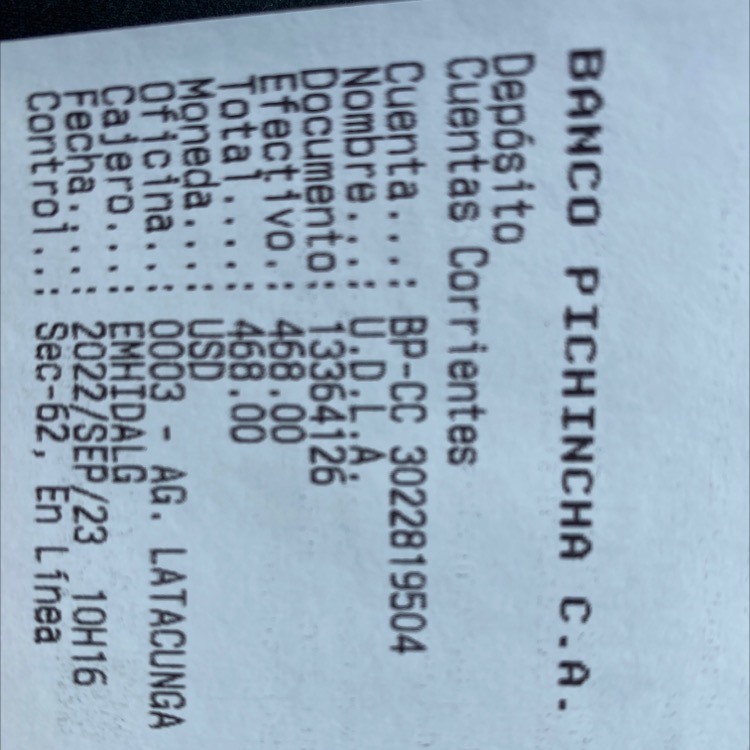 BANCO PICHINCHA C.A.
Depósito
Cuentas Corrientes
Cuenta...: BP-CC 3022819504
Nombre...: U.D.L.A.
Documento: 13364126
Efectivo.: 468.00
Total....: 468.00
Moneda...: USD
Oficina..: 0003 - AG. LATACUNGA
Cajero...: EMHIDALG
Fecha....: 2022/SEP/23 10H16
Control..: Sec-62, En Línea